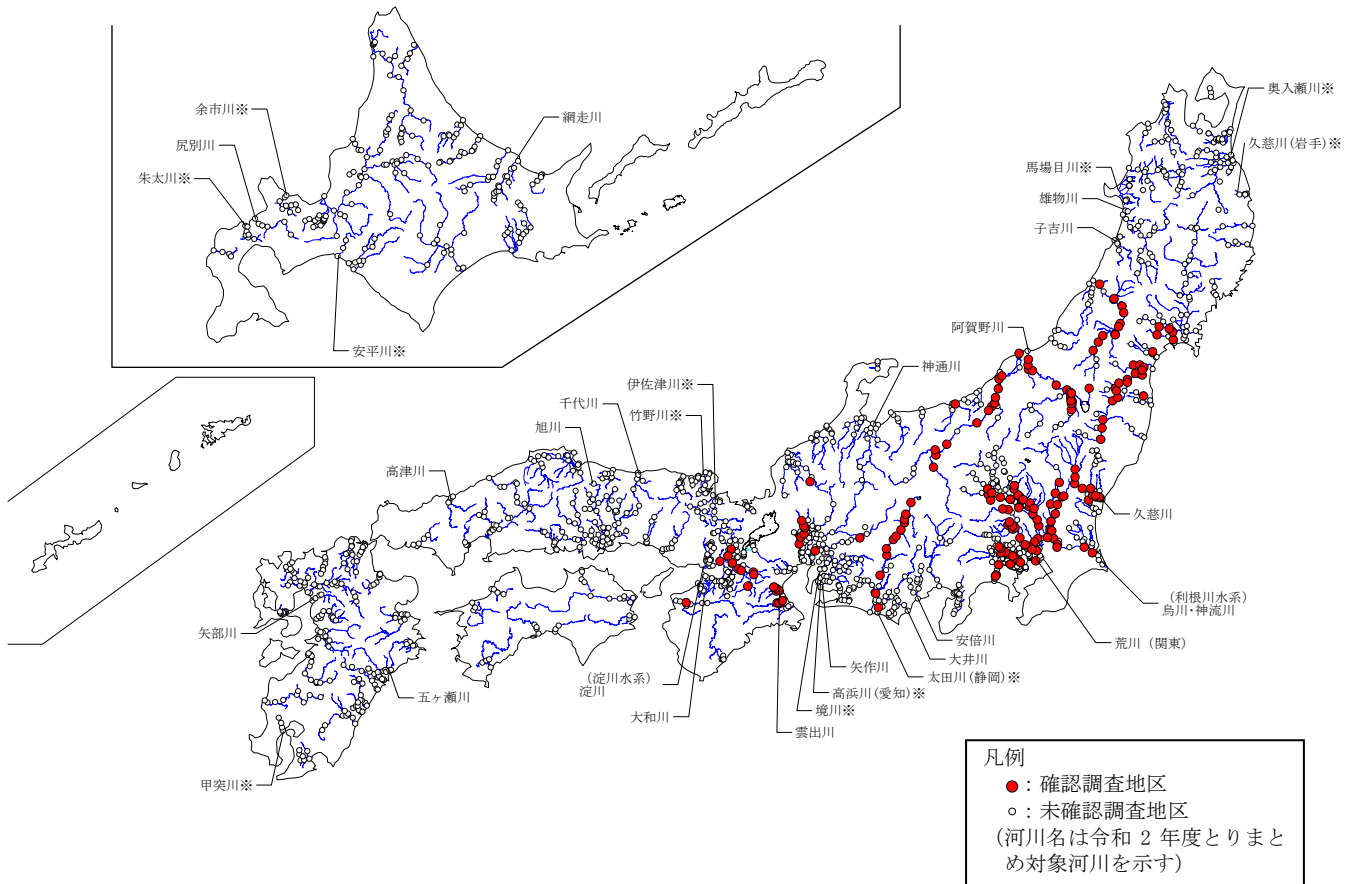 余市川※
尻別川
朱太川※
網走川
安平川※
奥入瀬川※
久慈川(岩手)※
馬場目川※
雄物川
子吉川
阿賀野川
神通川
伊佐津川※
千代川
竹野川※
旭川
高津川
久慈川
(利根川水系)
烏川･神流川
荒川 (関東)
安倍川
大井川
太田川(静岡)※
矢作川
高浜川(愛知)※
境川※
雲出川
(淀川水系)
淀川
大和川
矢部川
五ヶ瀬川
甲突川※
凡例
：確認調査地区
：未確認調査地区
(河川名は令和 2 年度とりまと
め対象河川を示す)